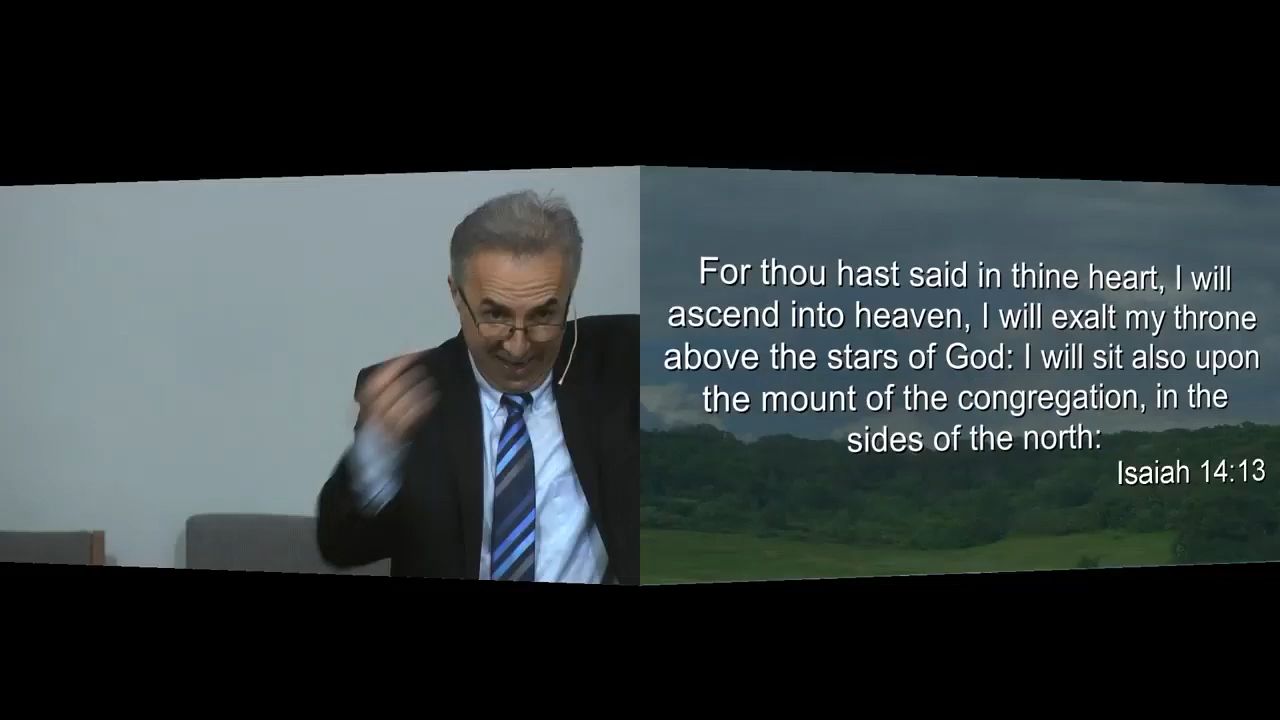 For thou hast said in thine heart, I will
ascend into heaven, I will exalt my throne
above the stars of God: I will sit also upon
the mount of the congregation, in the
sides of the north:
Isaiah 14:13